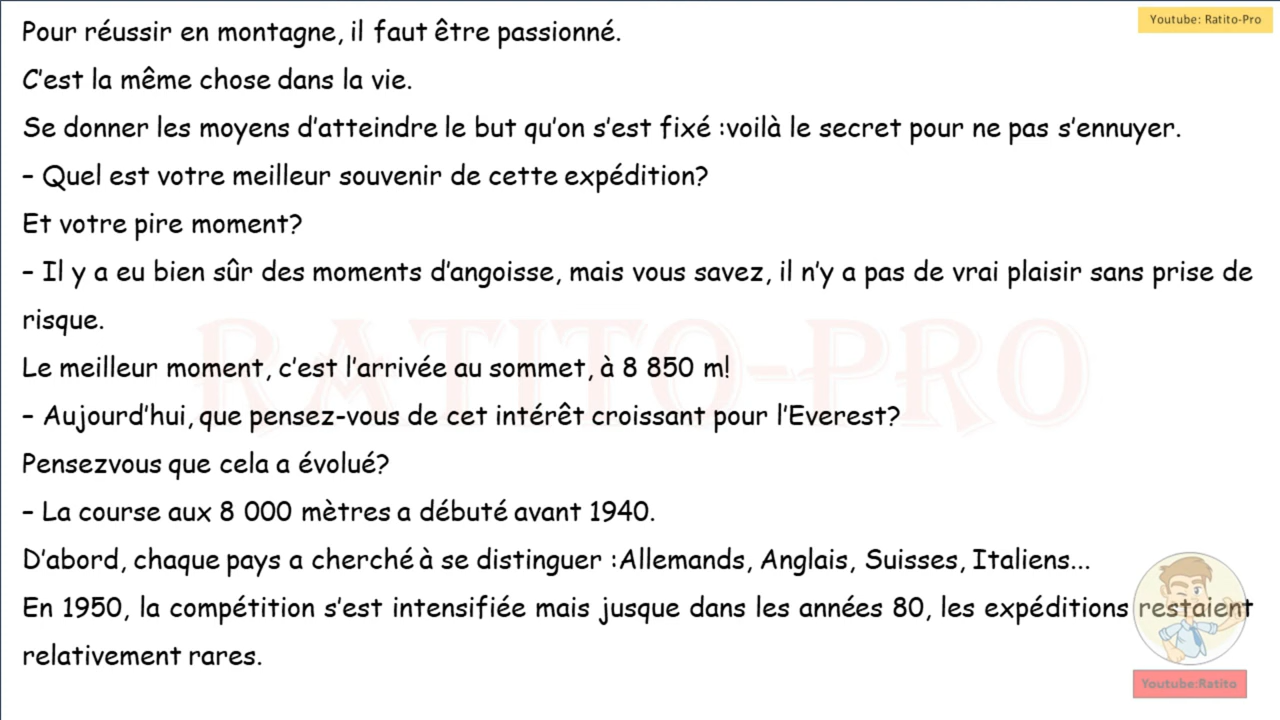 Youtube: Ratito-Pro
Pour réussir en montagne, il faut être passionné.
C'est la même chose dans la vie.
Se donner les moyens d'atteindre le but qu'on s'est fixé :voilà le secret pour ne pas s'ennuyer.
– Quel est votre meilleur souvenir de cette expédition?
Et votre pire moment?
– Il y a eu bien sûr des moments d'angoisse, mais vous savez, il n'y a pas de vrai plaisir sans prise de
risque.
RATITO-PRO
Le meilleur moment, c'est l'arrivée au sommet, à 8 850 m!
– Aujourd'hui, que pensez-vous de cet intérêt croissant pour l'Everest?
Pensezvous que cela a évolué?
– La course aux 8 000 mètres a débuté avant 1940.
D'abord, chaque pays a cherché à se distinguer :Allemands, Anglais, Suisses, Italiens...
En 1950, la compétition s'est intensifiée mais jusque dans les années 80, les expéditions restaient
relativement rares.
Youtube:Ratito